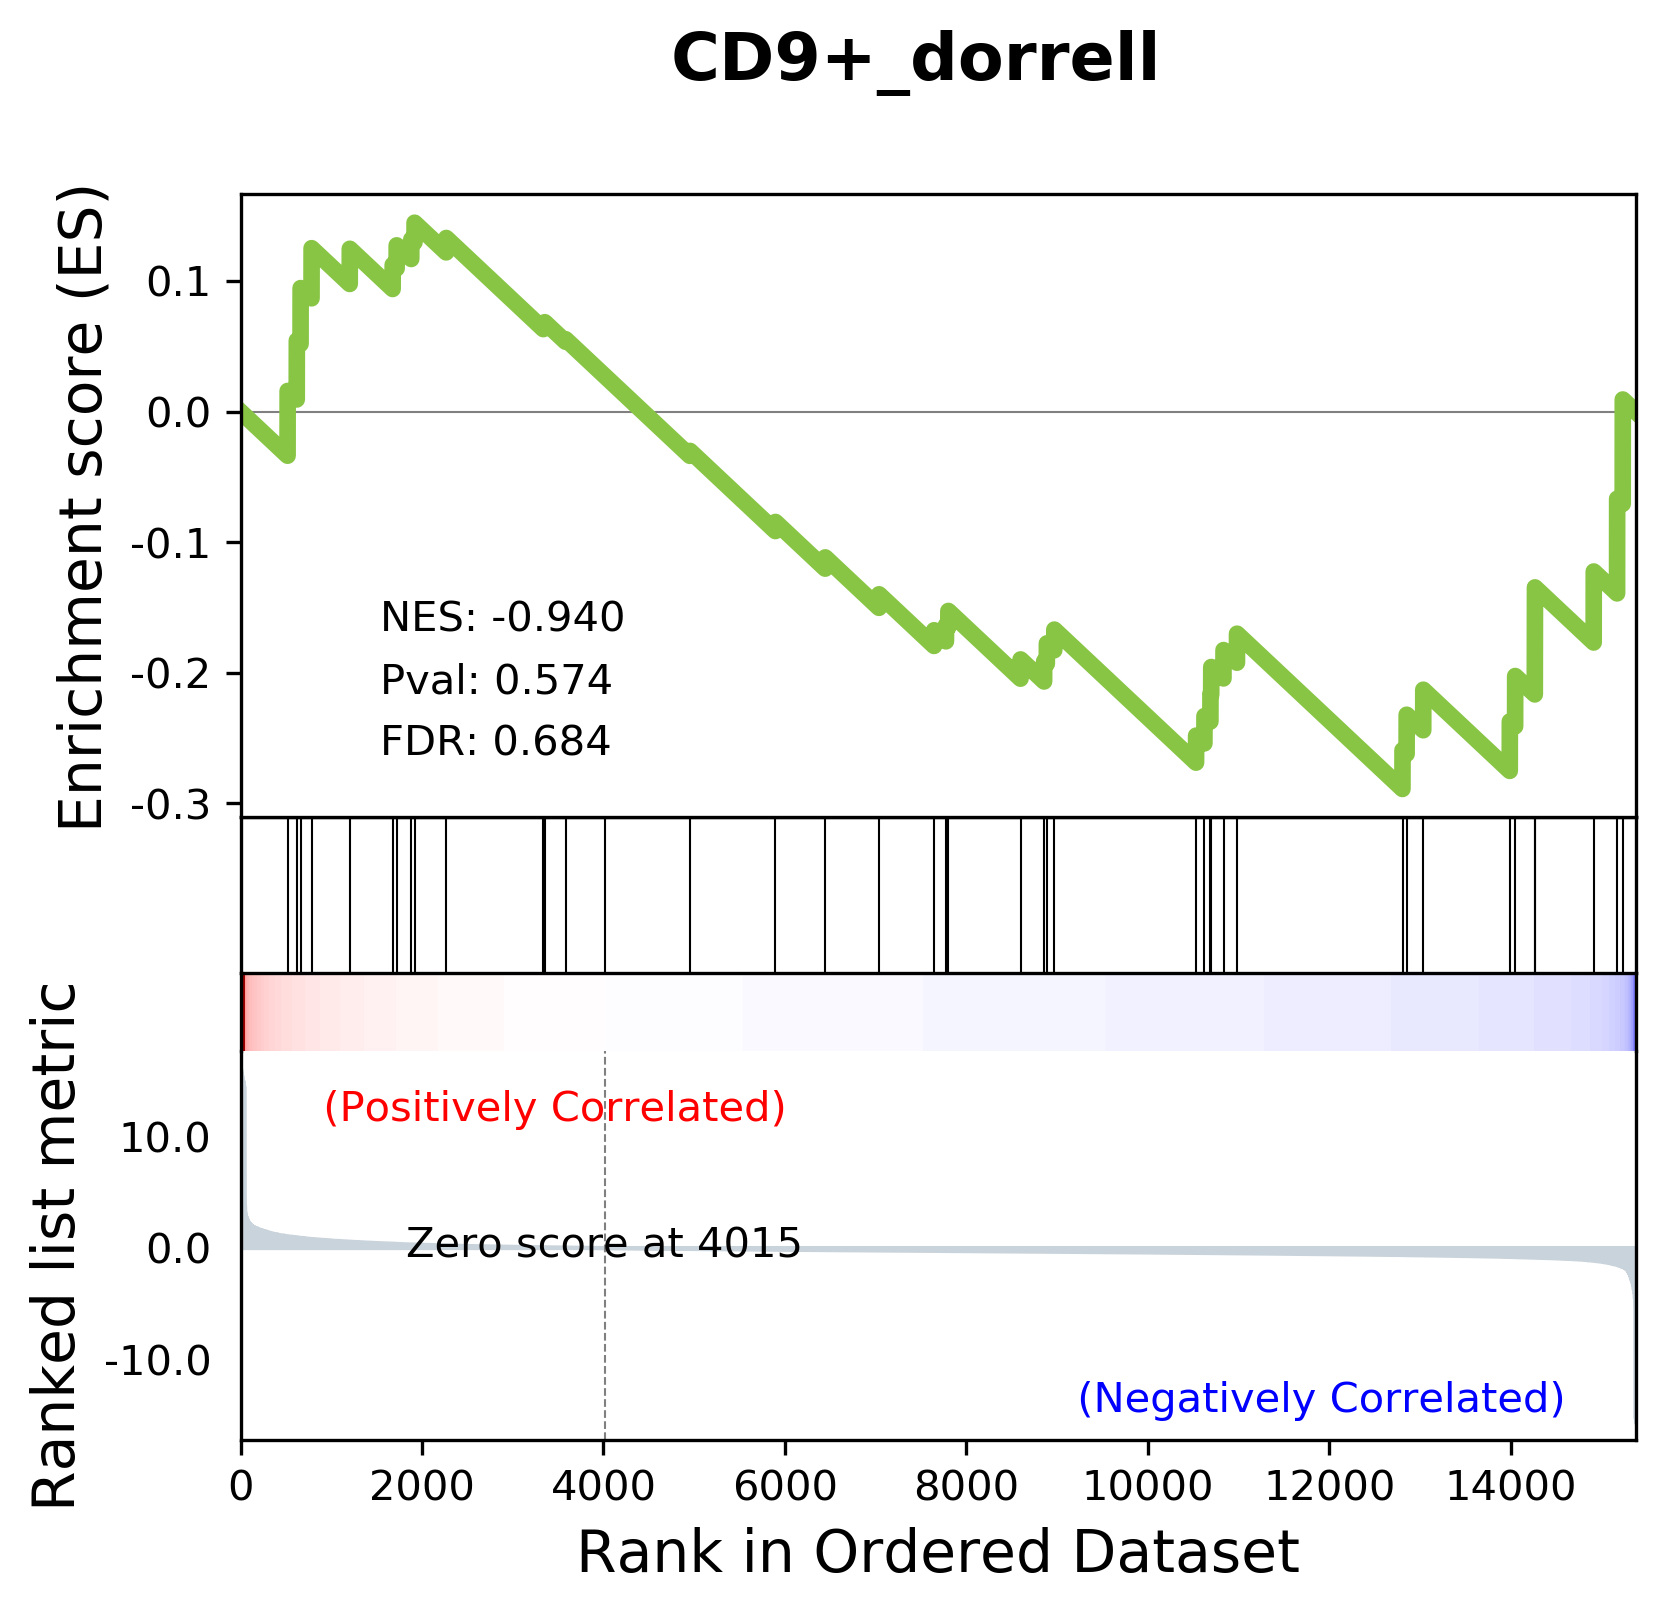 CD9+_dorrell
Enrichment score (ES)
0.1
0.0
-0.1
-0.2
-0.3
NES: -0.940
Pval: 0.574
FDR: 0.684
Ranked list metric
10.0
0.0
-10.0
(Positively Correlated)
Zero score at 4015
(Negatively Correlated)
0 2000 4000 6000 8000 10000 12000 14000
Rank in Ordered Dataset